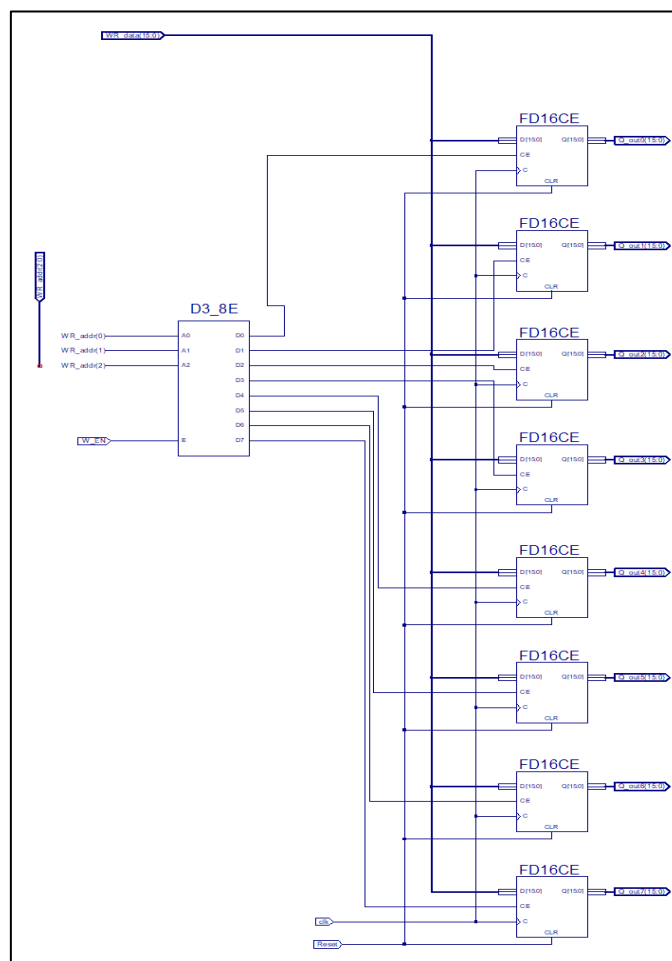 WR_data(15:0)
FD16CE
D[15:0]
Q[15:0]
Q_out0(15:0)
CE
C
CLR
FD16CE
D[15:0]
Q[15:0]
Q_out1(15:0)
CE
C
CLR
WR_addr(2:0)
D3_8E
WR_addr(0)
A0
D0
WR_addr(1)
A1
D1
WR_addr(2)
A2
D2
D3
D4
D5
D6
W_EN
E
D7
FD16CE
D[15:0]
Q[15:0]
Q_out2(15:0)
CE
C
CLR
FD16CE
D[15:0]
Q[15:0]
Q_out3(15:0)
CE
C
CLR
FD16CE
D[15:0]
Q[15:0]
Q_out4(15:0)
CE
C
CLR
FD16CE
D[15:0]
Q[15:0]
Q_out5(15:0)
CE
C
CLR
FD16CE
D[15:0]
Q[15:0]
Q_out6(15:0)
CE
C
CLR
FD16CE
D[15:0]
Q[15:0]
Q_out7(15:0)
CE
clk
C
CLR
Reset